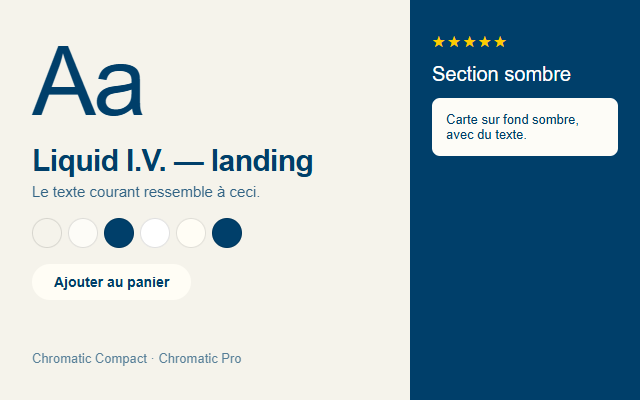 Aa
Liquid I.V. — landing
Le texte courant ressemble à ceci.
Ajouter au panier
Chromatic Compact · Chromatic Pro
★★★★★
Section sombre
Carte sur fond sombre,
avec du texte.